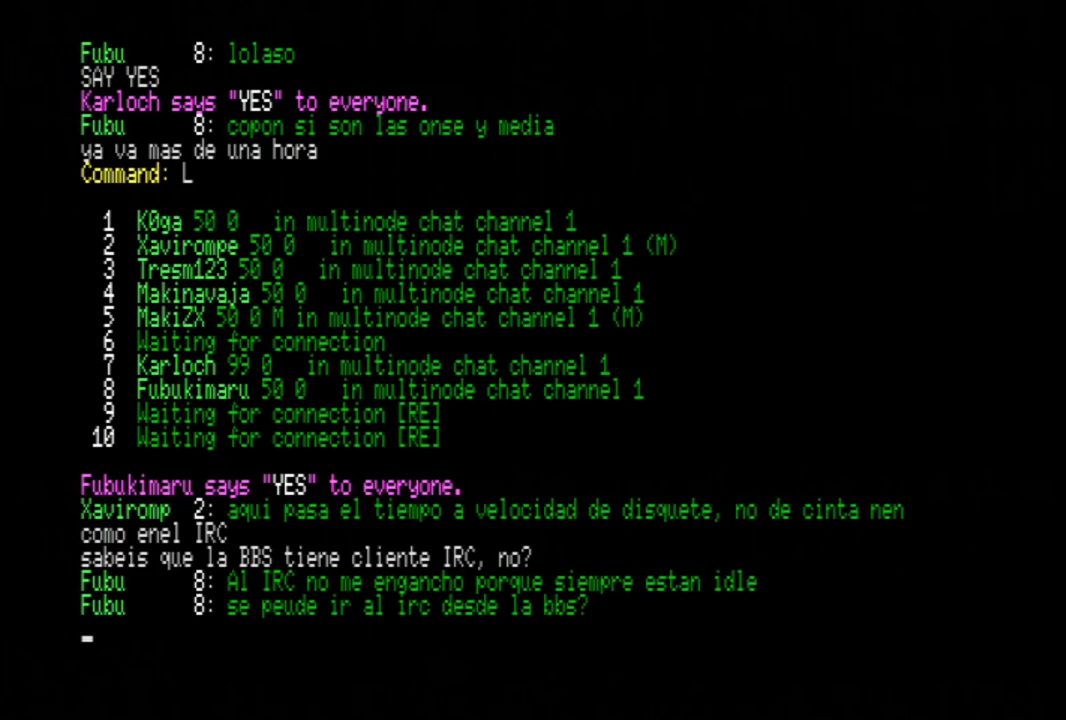 Fubu 8: lolaso
SAY YES
Karloch says "YES" to everyone.
Fubu 8: copon si son las onse y media
ya va mas de una hora
Command: L
1 K0ga 50 0 in multinode chat channel 1
2 Xavirompe 50 0 in multinode chat channel 1 (M)
3 Tresm123 50 0 in multinode chat channel 1
4 Makinavaja 50 0 in multinode chat channel 1
5 MakiZX 50 0 M in multinode chat channel 1 (M)
6 Waiting for connection
7 Karloch 99 0 in multinode chat channel 1
8 Fubukimaru 50 0 in multinode chat channel 1
9 Waiting for connection [RE]
10 Waiting for connection [RE]
Fubukimaru says "YES" to everyone.
Xaviromp 2: aqui pasa el tiempo a velocidad de disquete, no de cinta nen
como enel IRC
sabeis que la BBS tiene cliente IRC, no?
Fubu 8: Al IRC no me engancho porque siempre estan idle
Fubu 8: se peude ir al irc desde la bbs?